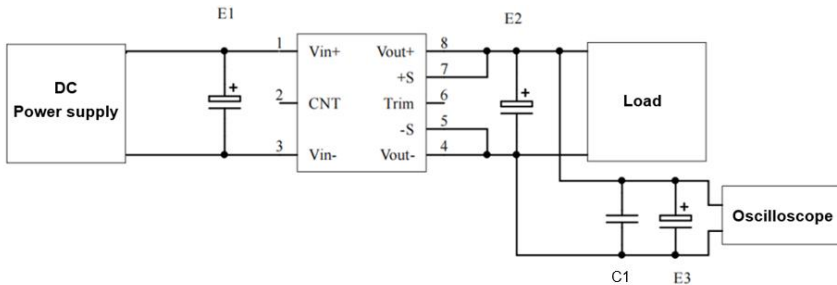 E1
E2
DC
Power supply
1
Vin+
2
CNT
3
Vin-
Vout+
8
+S
7
Trim
6
-S
5
Vout-
4
+
+
Load
+
Oscilloscope
C1
E3